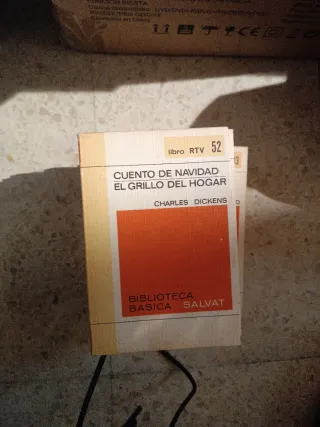 libro RTV 52
CUENTO DE NAVIDAD
EL GRILLO DEL HOGAR
CHARLES DICKENS
BIBLIOTECA
BASICA SALVAT